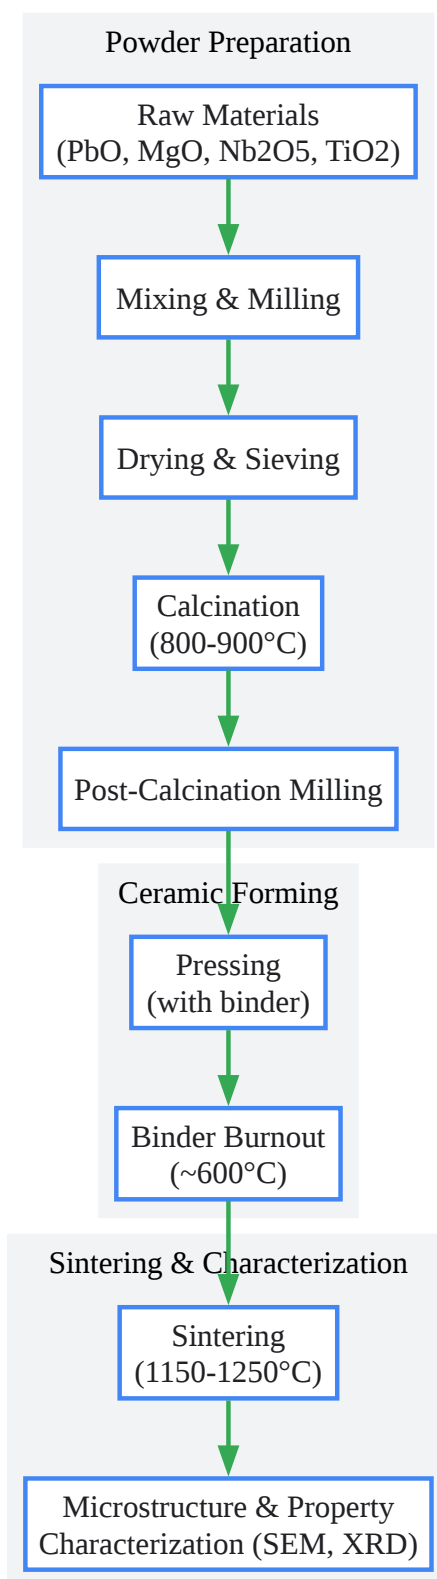 Powder Preparation
Raw Materials
(PbO, MgO, Nb2O5, TiO2)
Mixing & Milling
Drying & Sieving
Calcination
(800-900°C)
Post-Calcination Milling
Ceramic Forming
Pressing
(with binder)
Binder Burnout
(~600°C)
Sintering & Characterization
Sintering
(1150-1250°C)
Microstructure & Property
Characterization (SEM, XRD)